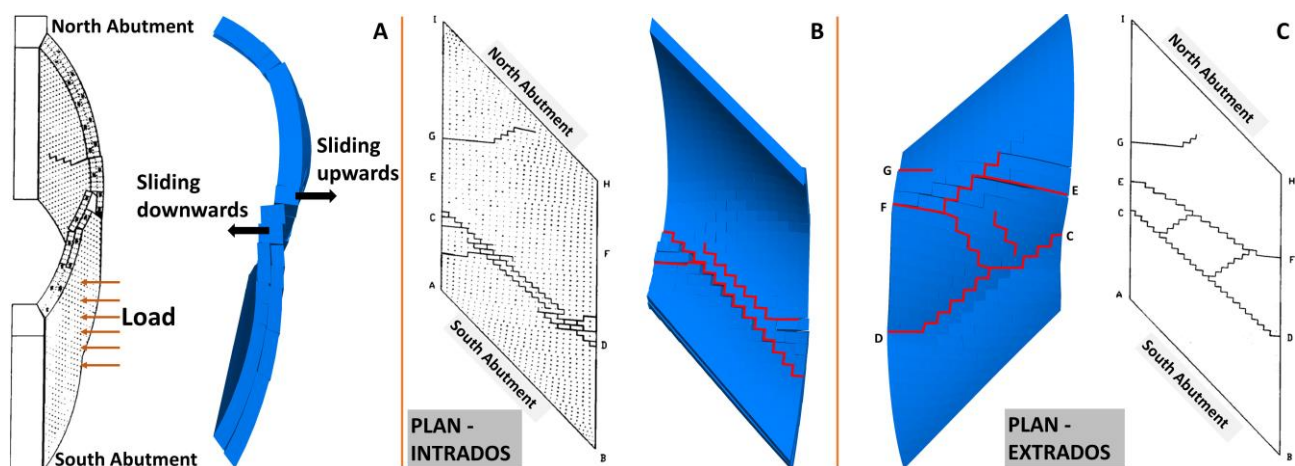 North Abutment
A
Sliding
upwards
Sliding
downwards
Load
South Abutment
I
North Abutment
B
G
E
H
C
F
A
South Abutment
D
PLAN -
INTRADOS
B
G
E
F
C
D
PLAN -
EXTRADOS
I
C
North Abutment
G
H
E
C
F
A
D
South Abutment
B